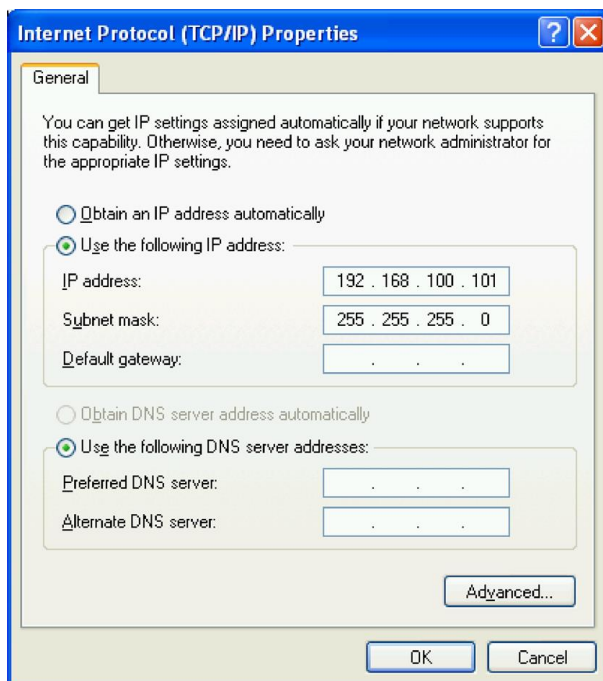 Internet Protocol (TCP/IP) Properties
General
You can get IP settings assigned automatically if your network supports
this capability. Otherwise, you need to ask your network administrator for
the appropriate IP settings.
Obtain an IP address automatically
Use the following IP address:
IP address: 192 . 168 . 100 . 101
Subnet mask: 255 . 255 . 255 . 0
Default gateway: . . .
Obtain DNS server address automatically
Use the following DNS server addresses:
Preferred DNS server: . . .
Alternate DNS server: . . .
Advanced...
OK Cancel